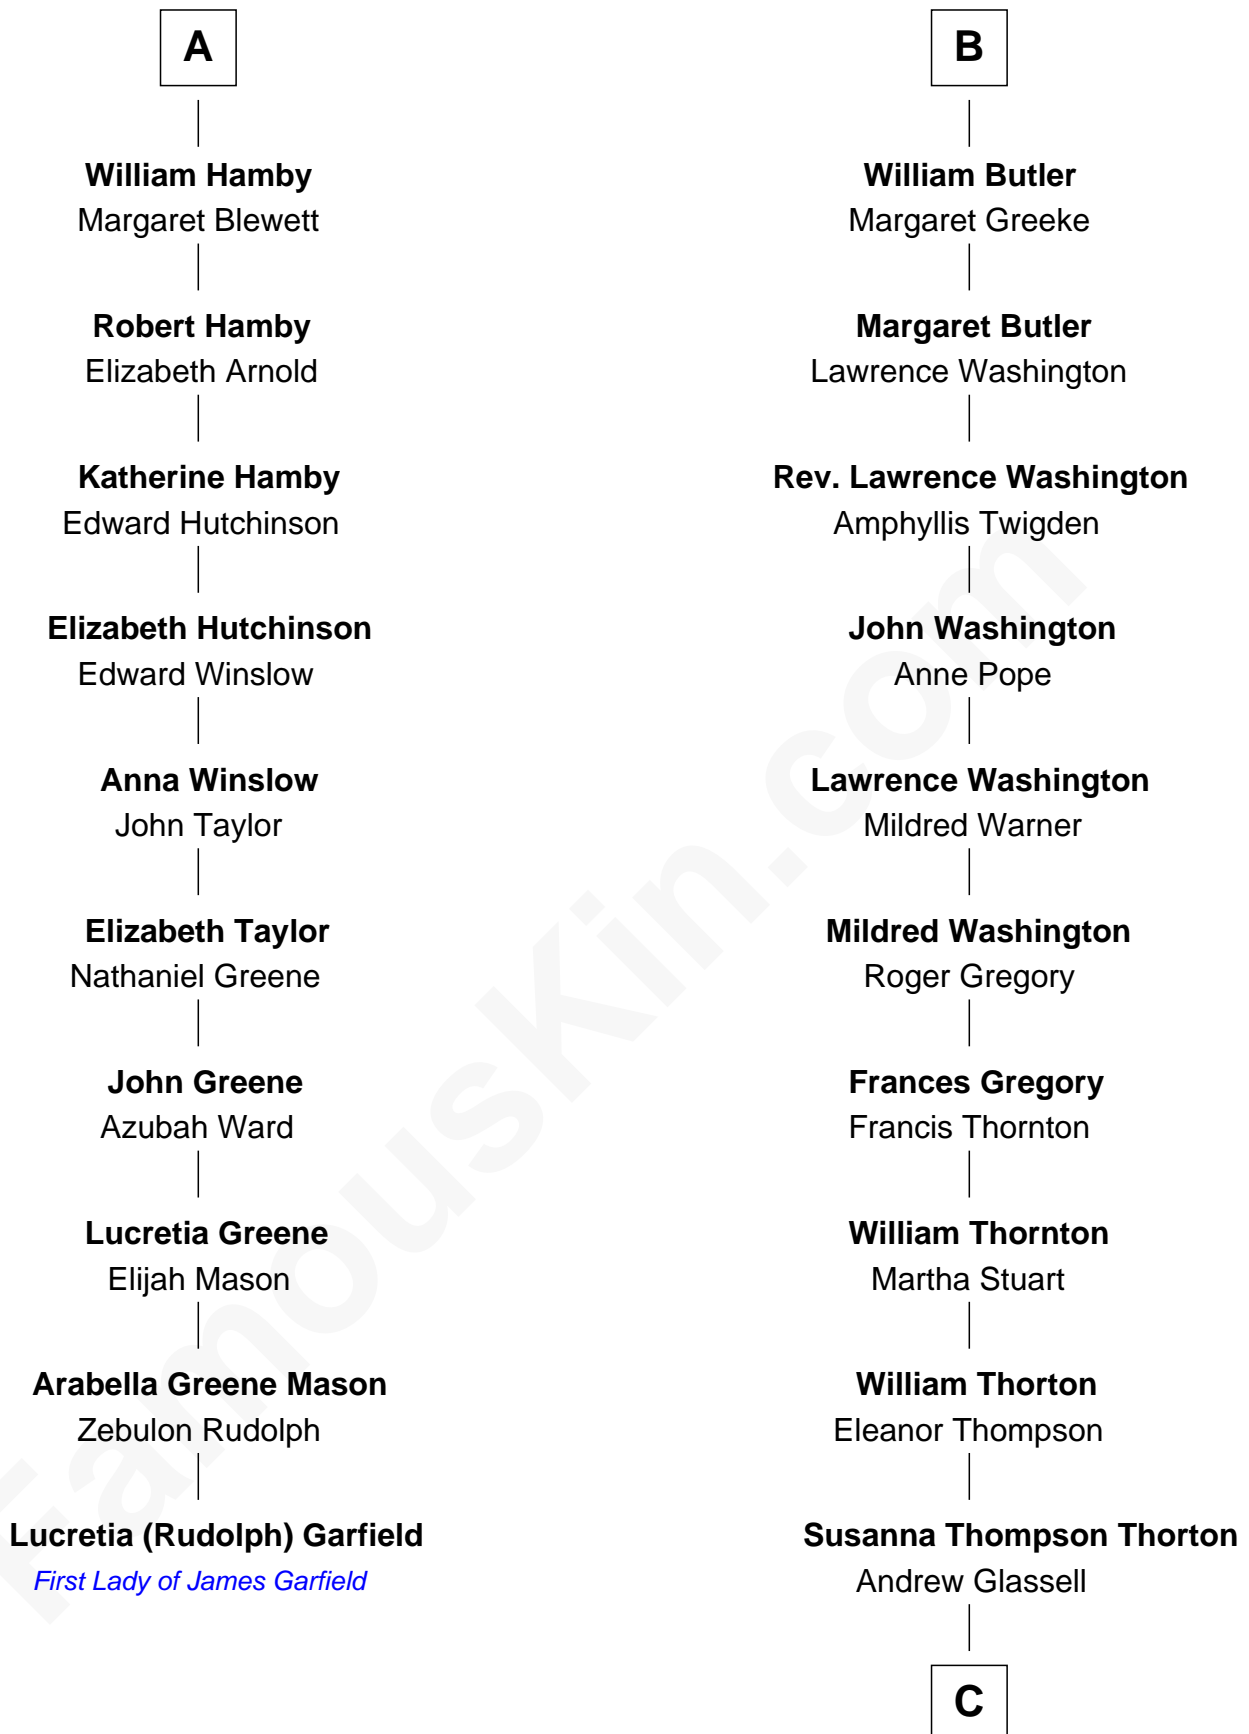 A
William Hamby
Margaret Blewett
Robert Hamby
Elizabeth Arnold
Katherine Hamby
Edward Hutchinson
Elizabeth Hutchinson
Edward Winslow
Anna Winslow
John Taylor
Elizabeth Taylor
Nathaniel Greene
John Greene
Azubah Ward
Lucretia Greene
Elijah Mason
Arabella Greene Mason
Zebulon Rudolph
Lucretia (Rudolph) Garfield
First Lady of James Garfield
B
William Butler
Margaret Greeke
Margaret Butler
Lawrence Washington
Rev. Lawrence Washington
Amphyllis Twigden
John Washington
Anne Pope
Lawrence Washington
Mildred Warner
Mildred Washington
Roger Gregory
Frances Gregory
Francis Thornton
William Thornton
Martha Stuart
William Thorton
Eleanor Thompson
Susanna Thompson Thorton
Andrew Glassell
C
FamousKin.com